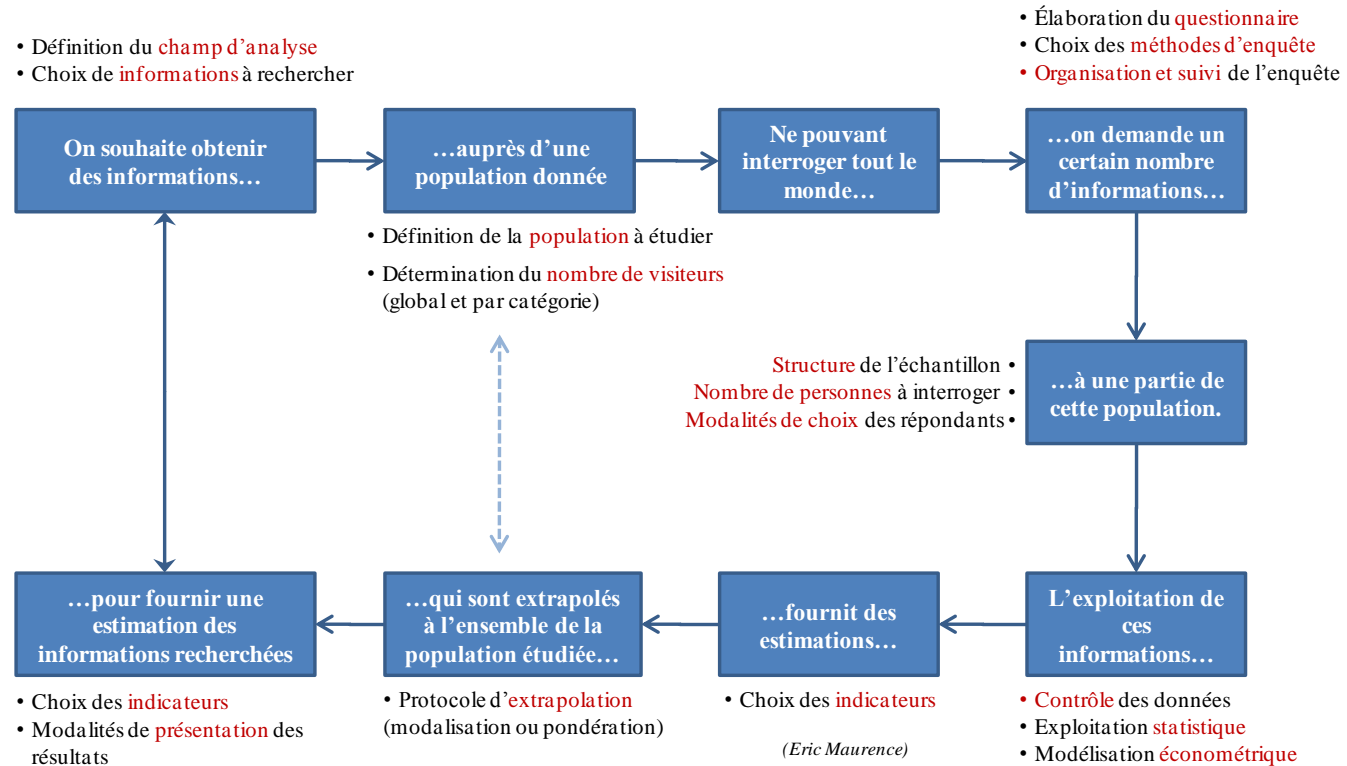 • Définition du champ d’analyse
• Choix de informations à rechercher
• Élaboration du questionnaire
• Choix des méthodes d’enquête
• Organisation et suivi de l’enquête
On souhaite obtenir
des informations…
…auprès d’une
population donnée
Ne pouvant
interroger tout le
monde…
…on demande un
certain nombre
d’informations…
• Définition de la population à étudier
• Détermination du nombre de visiteurs
(global et par catégorie)
Structure de l’échantillon •
Nombre de personnes à interroger •
Modalités de choix des répondants •
…à une partie de
cette population.
L’exploitation de
ces
informations…
• Contrôle des données
• Exploitation statistique
• Modélisation économétrique
…fournit des
estimations…
• Choix des indicateurs
(Eric Maurence)
…qui sont extrapolés
à l’ensemble de la
population étudiée…
• Protocole d’extrapolation
(modalisation ou pondération)
…pour fournir une
estimation des
informations recherchées
• Choix des indicateurs
• Modalités de présentation des
résultats